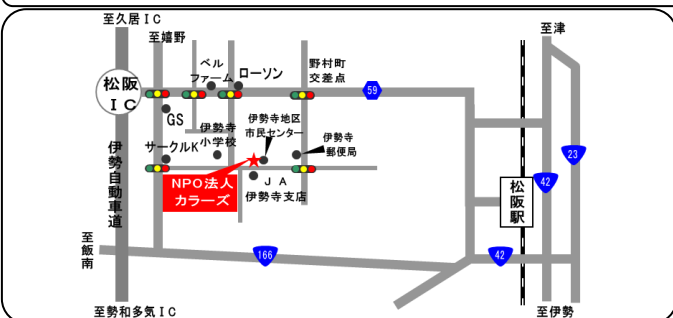 至久居IC
至嬉野
至津
ベル
ファーム
ローソン
野村町
交差点
松阪
IC
59
GS
伊勢寺
小学校
伊勢寺地区
市民センター
伊勢寺
郵便局
サークルK
伊勢自動車道
NPO法人
カラーズ
JA
伊勢寺支店
松阪駅
42
23
至飯南
166
42
至勢和多気IC
至伊勢